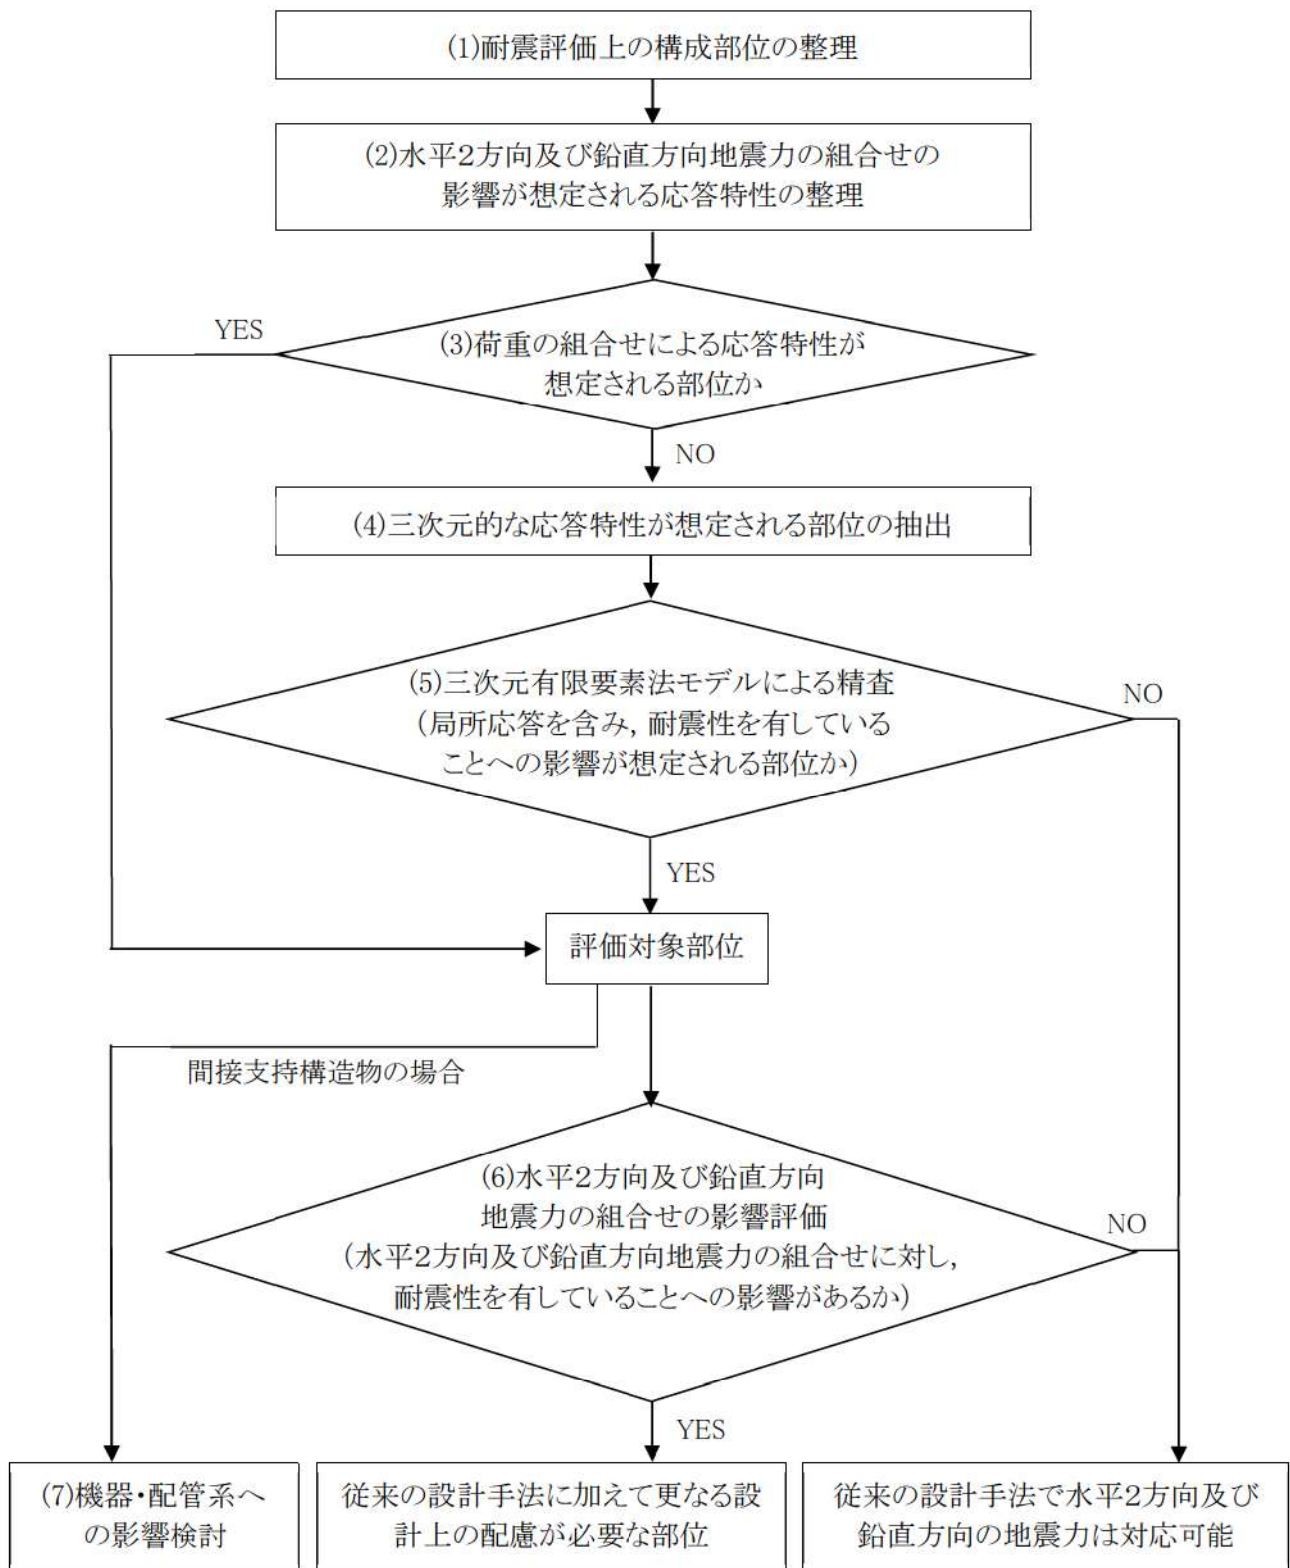 (1)耐震評価上の構成部位の整理
(2)水平2方向及び鉛直方向地震力の組合せの
影響が想定される応答特性の整理
YES
(3)荷重の組合せによる応答特性が
想定される部位か
NO
(4)三次元的な応答特性が想定される部位の抽出
(5)三次元有限要素法モデルによる精査
(局所応答を含み,耐震性を有している
ことへの影響が想定される部位か)
NO
YES
評価対象部位
間接支持構造物の場合
(6)水平2方向及び鉛直方向
地震力の組合せの影響評価
(水平2方向及び鉛直方向地震力の組合せに対し,
耐震性を有していることへの影響があるか)
NO
YES
(7)機器・配管系へ
の影響検討
従来の設計手法に加えて更なる設
計上の配慮が必要な部位
従来の設計手法で水平2方向及び
鉛直方向の地震力は対応可能